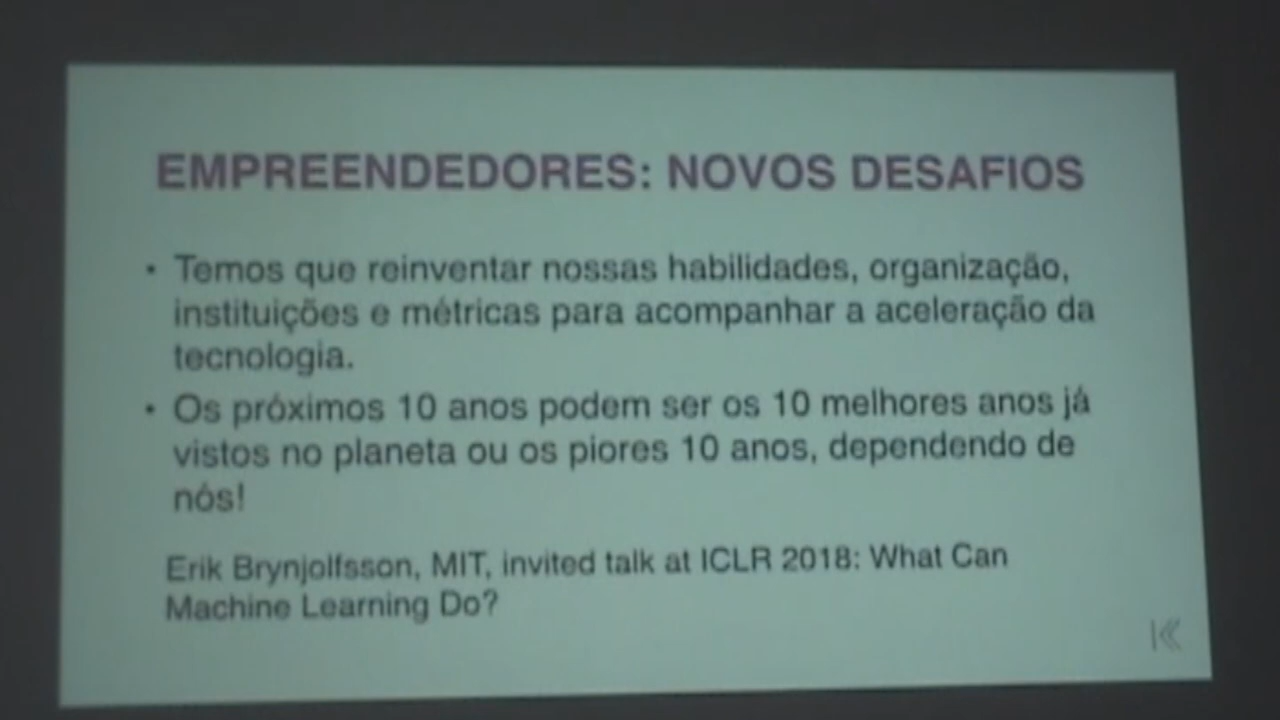 EMPREENDEDORES: NOVOS DESAFIOS
• Temos que reinventar nossas habilidades, organização,
instituições e métricas para acompanhar a aceleração da
tecnologia.
• Os próximos 10 anos podem ser os 10 melhores anos já
vistos no planeta ou os piores 10 anos, dependendo de
nós!
Erik Brynjolfsson, MIT, invited talk at ICLR 2018: What Can
Machine Learning Do?